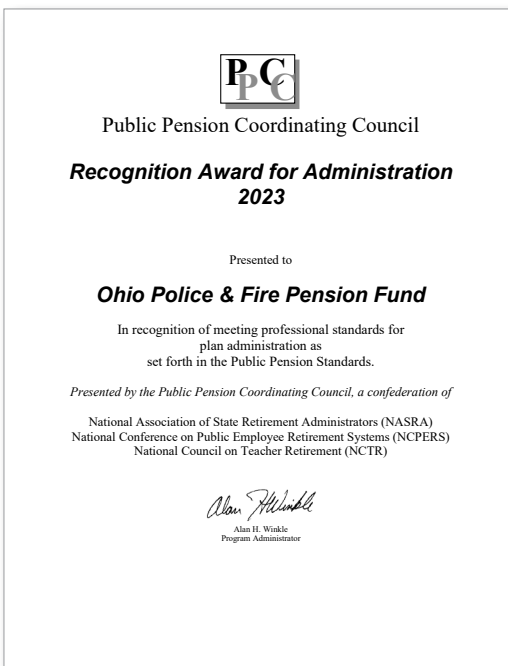 PPCC
Public Pension Coordinating Council
Recognition Award for Administration
2023
Presented to
Ohio Police & Fire Pension Fund
In recognition of meeting professional standards for
plan administration as
set forth in the Public Pension Standards.
Presented by the Public Pension Coordinating Council, a confederation of
National Association of State Retirement Administrators (NASRA)
National Conference on Public Employee Retirement Systems (NCPERS)
National Council on Teacher Retirement (NCTR)
Alan H Winkle
Alan H. Winkle
Program Administrator